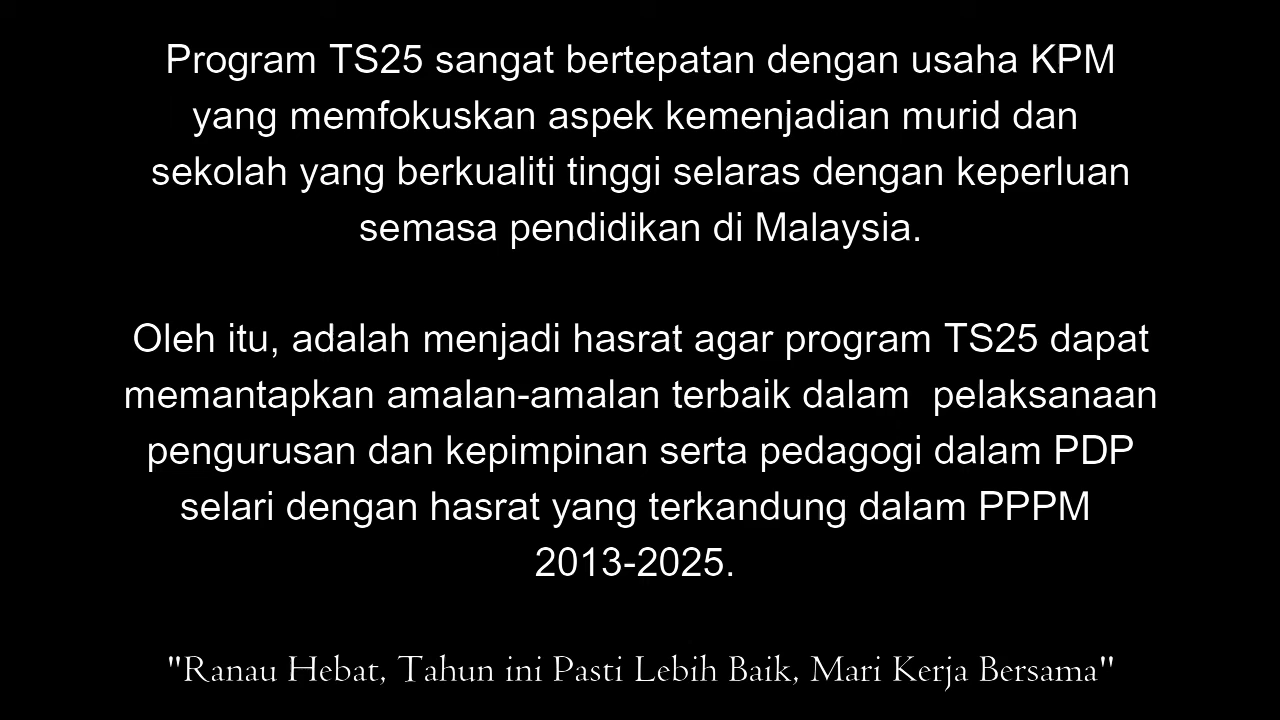 Program TS25 sangat bertepatan dengan usaha KPM
yang memfokuskan aspek kemenjadian murid dan
sekolah yang berkualiti tinggi selaras dengan keperluan
semasa pendidikan di Malaysia.
Oleh itu, adalah menjadi hasrat agar program TS25 dapat
memantapkan amalan-amalan terbaik dalam  pelaksanaan
pengurusan dan kepimpinan serta pedagogi dalam PDP
selari dengan hasrat yang terkandung dalam PPPM
2013-2025.
"Ranau Hebat, Tahun ini Pasti Lebih Baik, Mari Kerja Bersama"